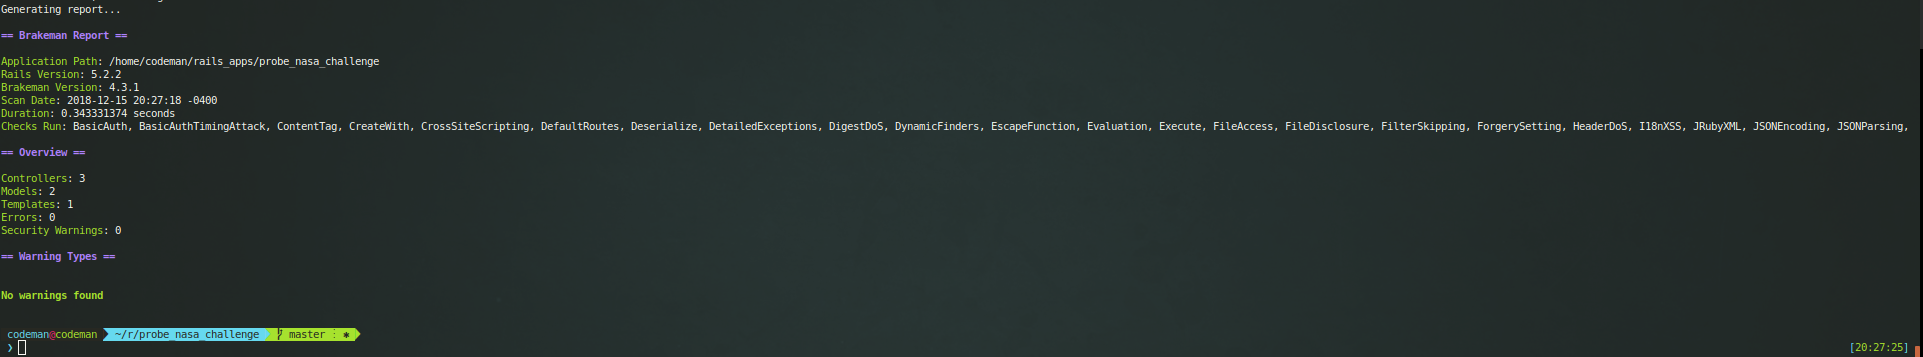 Generating report...
== Brakeman Report ==
Application Path: /home/codeman/rails_apps/probe_nasa_challenge
Rails Version: 5.2.2
Brakeman Version: 4.3.1
Scan Date: 2018-12-15 20:27:18 -0400
Duration: 0.343331374 seconds
Checks Run: BasicAuth, BasicAuthTimingAttack, ContentTag, CreateWith, CrossSiteScripting, DefaultRoutes, Deserialize, DetailedExceptions, DigestDoS, DynamicFinders, EscapeFunction, Evaluation, Execute, FileAccess, FileDisclosure, FilterSkipping, ForgerySetting, HeaderDoS, I18nXSS, JRubyXML, JSONEncoding, JSONParsing,
== Overview ==
Controllers: 3
Models: 2
Templates: 1
Errors: 0
Security Warnings: 0
== Warning Types ==
No warnings found
codeman@codeman ~/r/probe_nasa_challenge master ⋮ ✱
❯ [20:27:25]